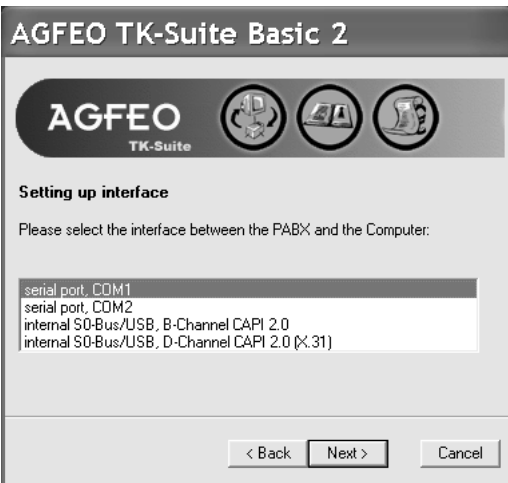 AGFEO TK-Suite Basic 2
AGFEO
TK-Suite
Setting up interface
Please select the interface between the PABX and the Computer:
serial port, COM1
serial port, COM2
internal S0-Bus/USB, B-Channel CAPI 2.0
internal S0-Bus/USB, D-Channel CAPI 2.0 (X.31)
< Back Next > Cancel